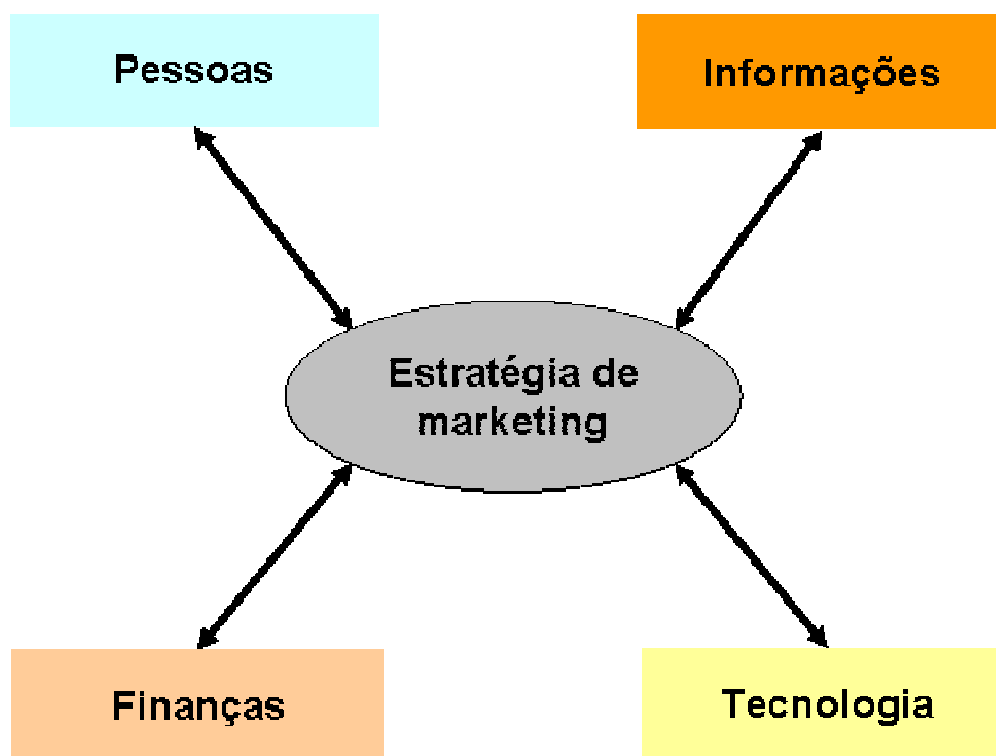 Pessoas
Informações
Estratégia de
marketing
Finanças
Tecnologia